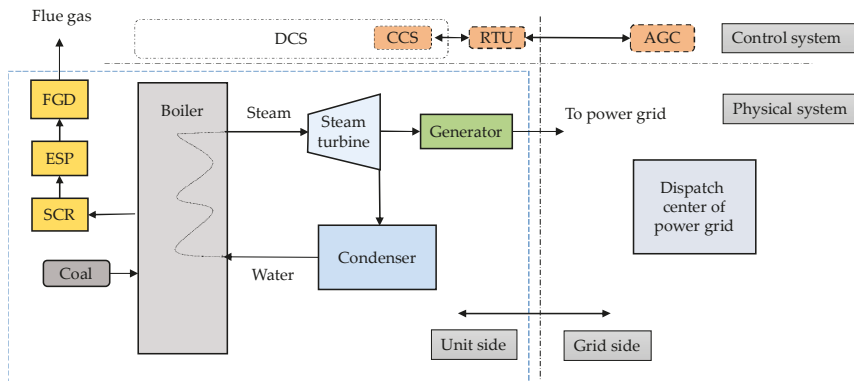 Flue gas
DCS
CCS
RTU
AGC
Control system
FGD
Boiler
Steam
Steam
turbine
Generator
To power grid
Physical system
ESP
SCR
Dispatch
center of
power grid
Coal
Water
Condenser
Unit side
Grid side